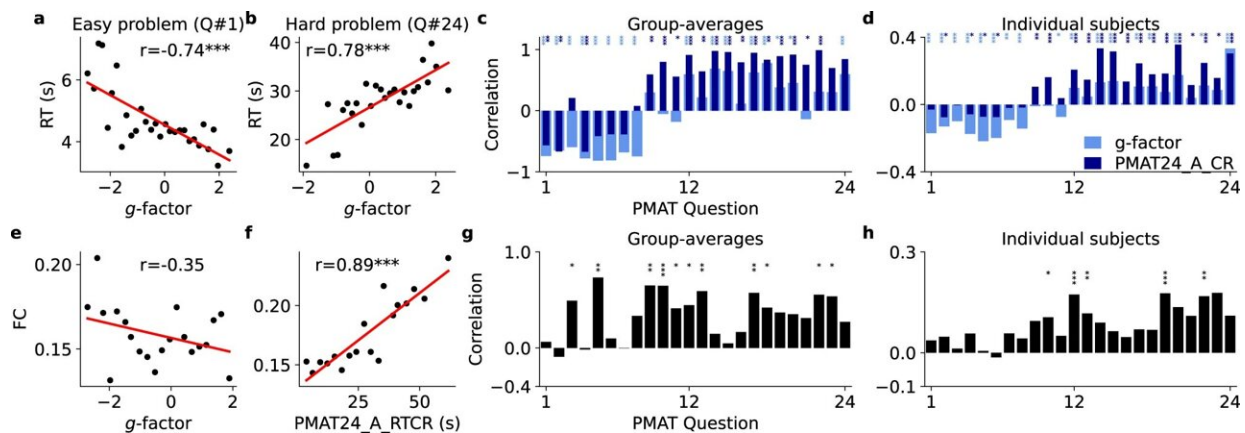 a Easy problem (Q#1)
r=-0.74***
RT (s)
6
4
−2 0 2
g-factor
b Hard problem (Q#24)
r=0.78***
RT (s)
40
30
20
−2 0 2
g-factor
c Group-averages
Correlation
1
0
−1
1 12 24
PMAT Question
d Individual subjects
0.4
0.0
−0.4
g-factor
PMAT24_A_CR
1 12 24
e
r=-0.35
FC
0.20
0.15
−2 0 2
g-factor
f
r=0.89***
0.20
0.15
25 50
PMAT24_A_RTCR (s)
g Group-averages
Correlation
1.0
0.0
−0.4
1 12 24
PMAT Question
h Individual subjects
0.3
0.0
−0.1
1 12 24